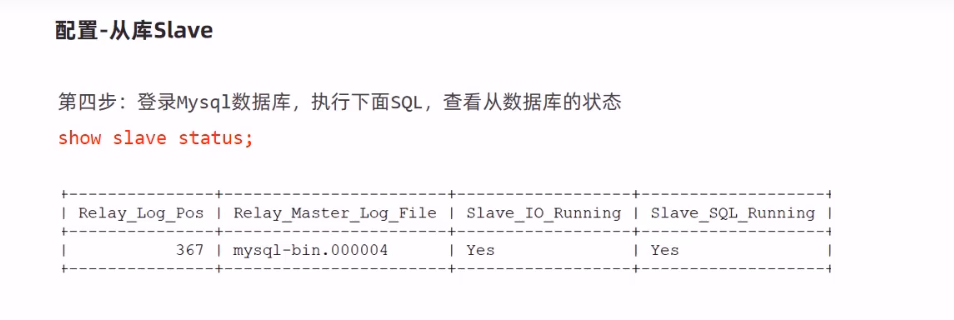 配置-从库Slave
第四步：登录Mysql数据库，执行下面SQL，查看从数据库的状态
show slave status;
+---------------+-----------------------+------------------+-------------------+
| Relay_Log_Pos | Relay_Master_Log_File | Slave_IO_Running | Slave_SQL_Running |
+---------------+-----------------------+------------------+-------------------+
|           367 | mysql-bin.000004      | Yes              | Yes               |
+---------------+-----------------------+------------------+-------------------+